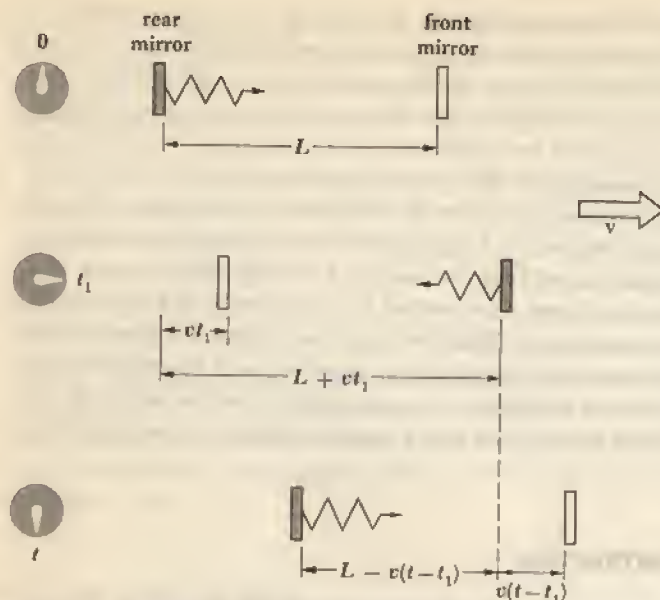 0
rear
mirror
front
mirror
L
v
t₁
vt₁
L + vt₁
t
L − v(t−t₁)
v(t−t₁)